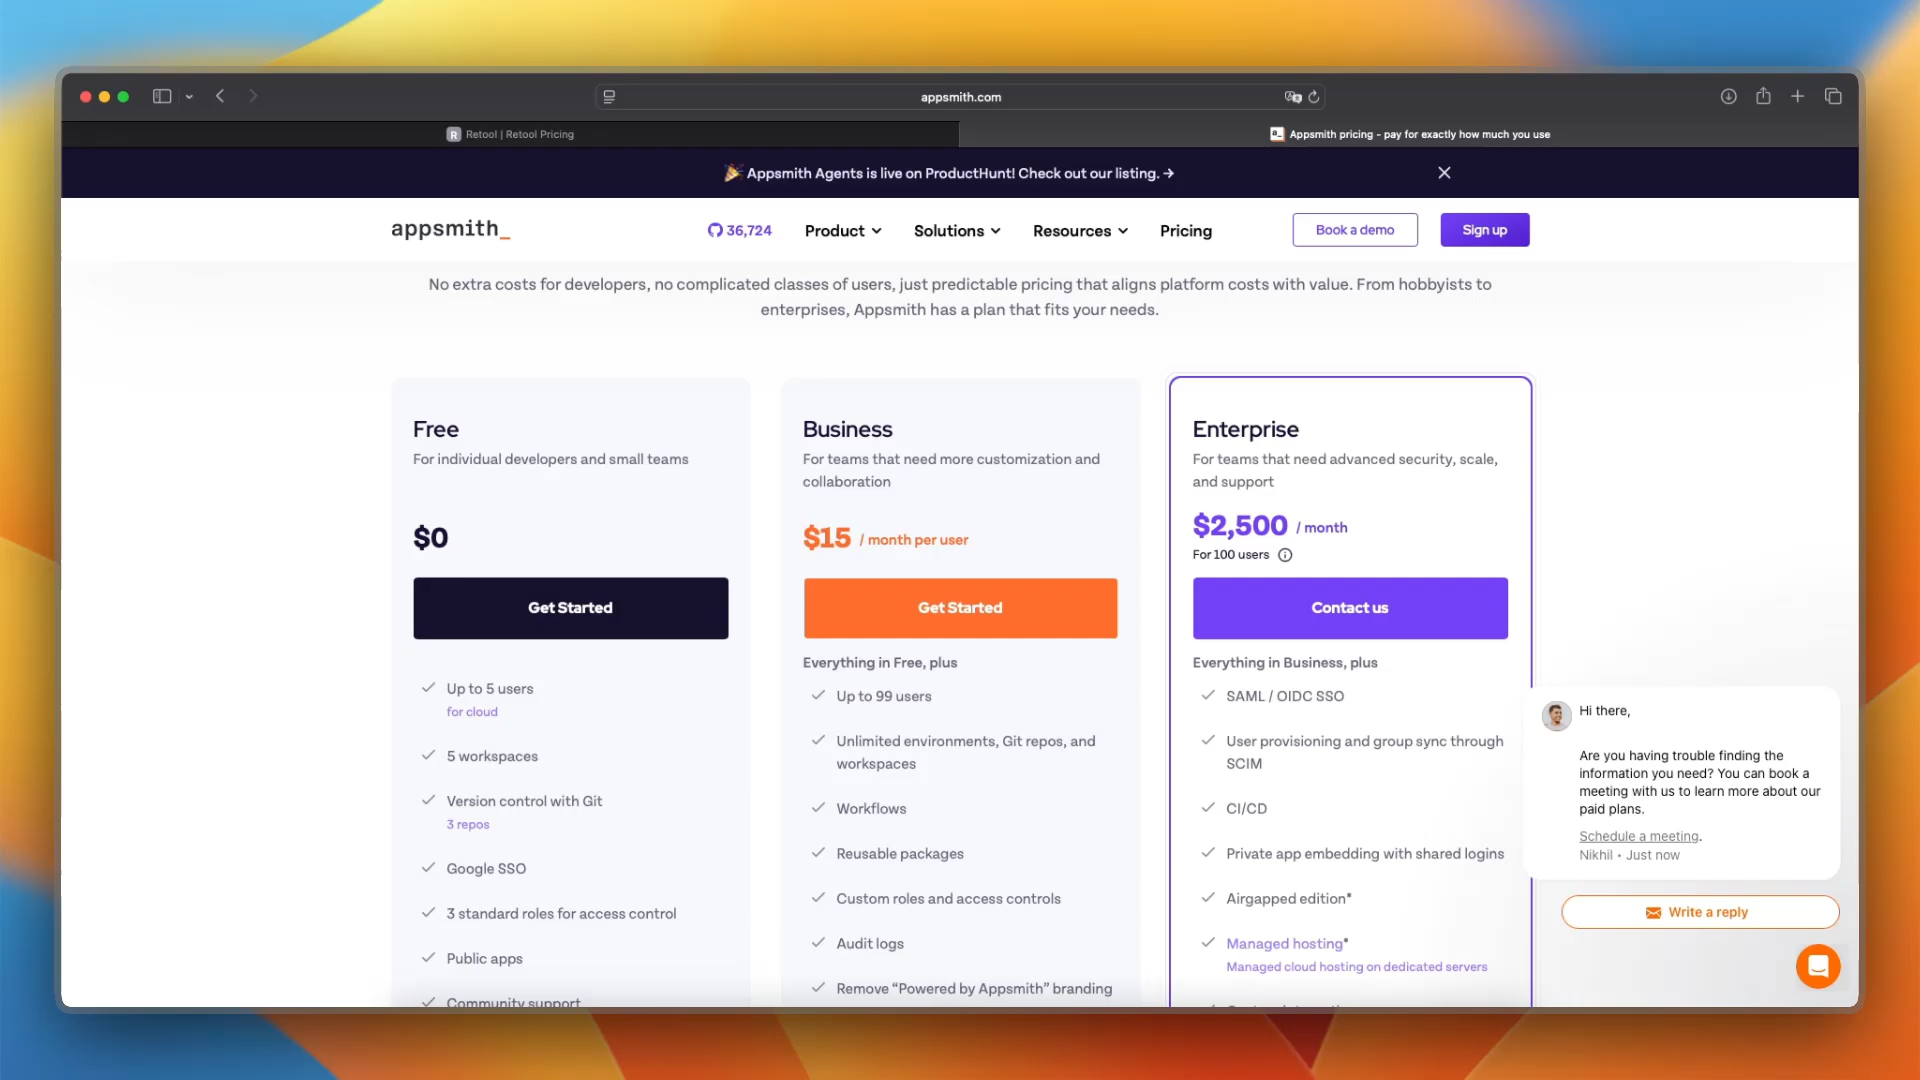 appsmith.com
R Retool | Retool Pricing
a_ Appsmith pricing - pay for exactly how much you use
🎉 Appsmith Agents is live on ProductHunt! Check out our listing. →
appsmith_
36,724
Product
Solutions
Resources
Pricing
Book a demo
Sign up
No extra costs for developers, no complicated classes of users, just predictable pricing that aligns platform costs with value. From hobbyists to
enterprises, Appsmith has a plan that fits your needs.
Free
For individual developers and small teams
$0
Get Started
Up to 5 users
for cloud
5 workspaces
Version control with Git
3 repos
Google SSO
3 standard roles for access control
Public apps
Community support
Business
For teams that need more customization and
collaboration
$15 / month per user
Get Started
Everything in Free, plus
Up to 99 users
Unlimited environments, Git repos, and
workspaces
Workflows
Reusable packages
Custom roles and access controls
Audit logs
Remove “Powered by Appsmith” branding
Enterprise
For teams that need advanced security, scale,
and support
$2,500 / month
For 100 users
Contact us
Everything in Business, plus
SAML / OIDC SSO
User provisioning and group sync through
SCIM
CI/CD
Private app embedding with shared logins
Airgapped edition*
Managed hosting*
Managed cloud hosting on dedicated servers
Hi there,
Are you having trouble finding the
information you need? You can book a
meeting with us to learn more about our
paid plans.
Schedule a meeting.
Nikhil • Just now
Write a reply